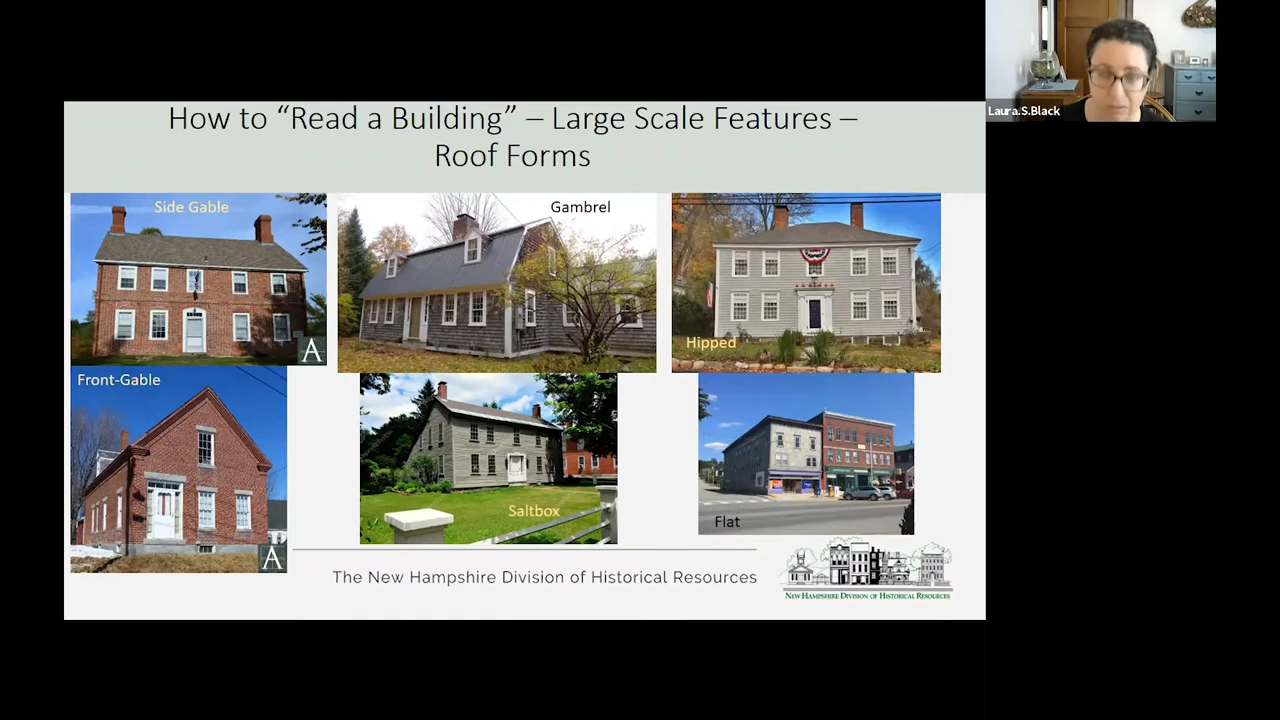 How to “Read a Building” – Large Scale Features –
Roof Forms
Laura.S.Black
Side Gable
A
Gambrel
Hipped
Front-Gable
A
Saltbox
Flat
The New Hampshire Division of Historical Resources
NEW HAMPSHIRE DIVISION OF HISTORICAL RESOURCES